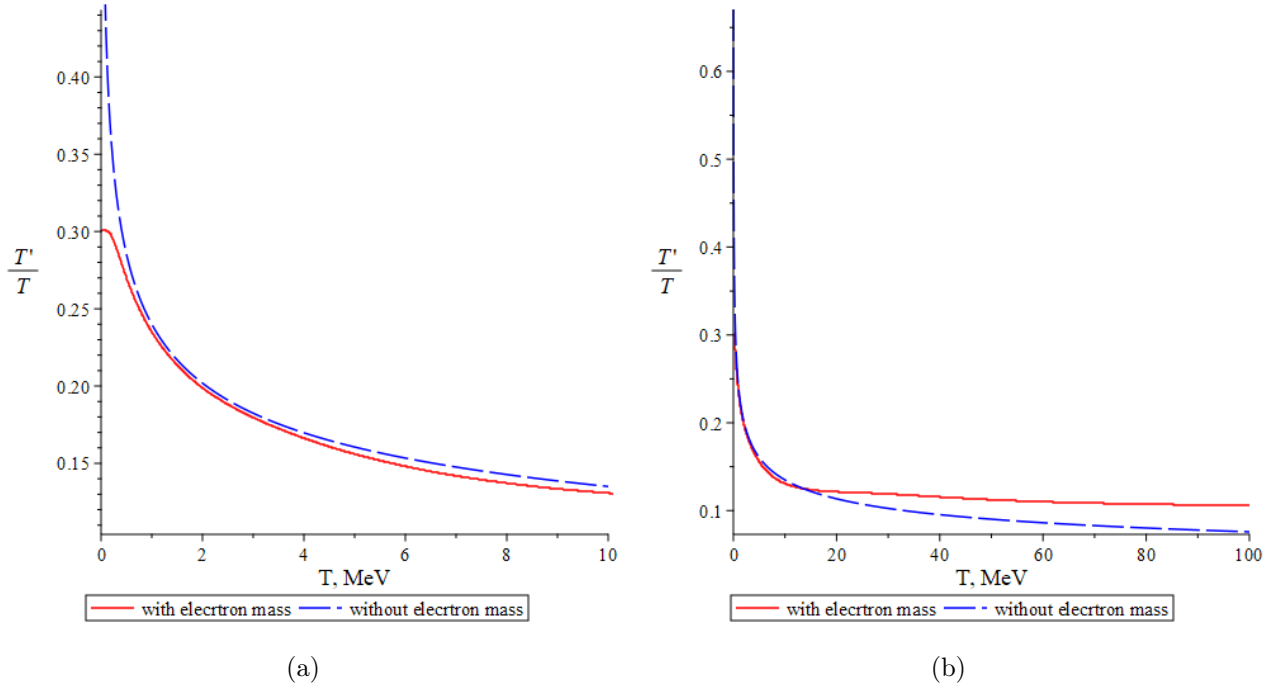 0.40
0.35
0.30
0.25
0.20
0.15
T'
T
0 2 4 6 8 10
T, MeV
with elecrtron mass without elecrtron mass
(a)
0.6
0.5
0.4
0.3
0.2
0.1
T'
T
0 20 40 60 80 100
T, MeV
with elecrtron mass without elecrtron mass
(b)